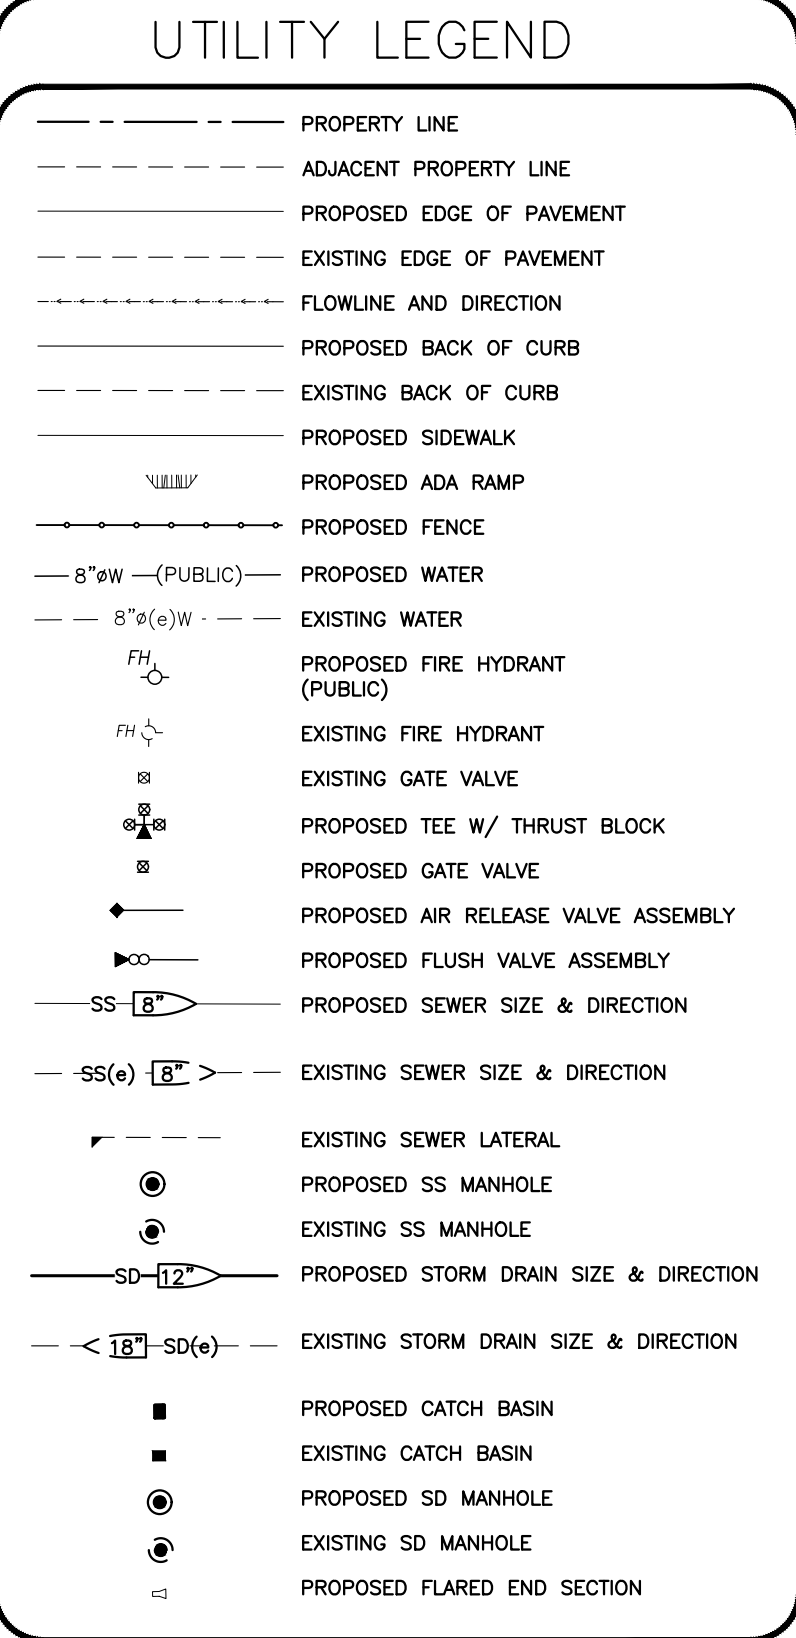 UTILITY LEGEND
PROPERTY LINE
ADJACENT PROPERTY LINE
PROPOSED EDGE OF PAVEMENT
EXISTING EDGE OF PAVEMENT
FLOWLINE AND DIRECTION
PROPOSED BACK OF CURB
EXISTING BACK OF CURB
PROPOSED SIDEWALK
PROPOSED ADA RAMP
PROPOSED FENCE
8"øW (PUBLIC) PROPOSED WATER
8"ø(e)W EXISTING WATER
FH PROPOSED FIRE HYDRANT
(PUBLIC)
FH EXISTING FIRE HYDRANT
EXISTING GATE VALVE
PROPOSED TEE W/ THRUST BLOCK
PROPOSED GATE VALVE
PROPOSED AIR RELEASE VALVE ASSEMBLY
PROPOSED FLUSH VALVE ASSEMBLY
SS 8" PROPOSED SEWER SIZE & DIRECTION
SS(e) 8" EXISTING SEWER SIZE & DIRECTION
EXISTING SEWER LATERAL
PROPOSED SS MANHOLE
EXISTING SS MANHOLE
SD 12" PROPOSED STORM DRAIN SIZE & DIRECTION
18" SD(e) EXISTING STORM DRAIN SIZE & DIRECTION
PROPOSED CATCH BASIN
EXISTING CATCH BASIN
PROPOSED SD MANHOLE
EXISTING SD MANHOLE
PROPOSED FLARED END SECTION